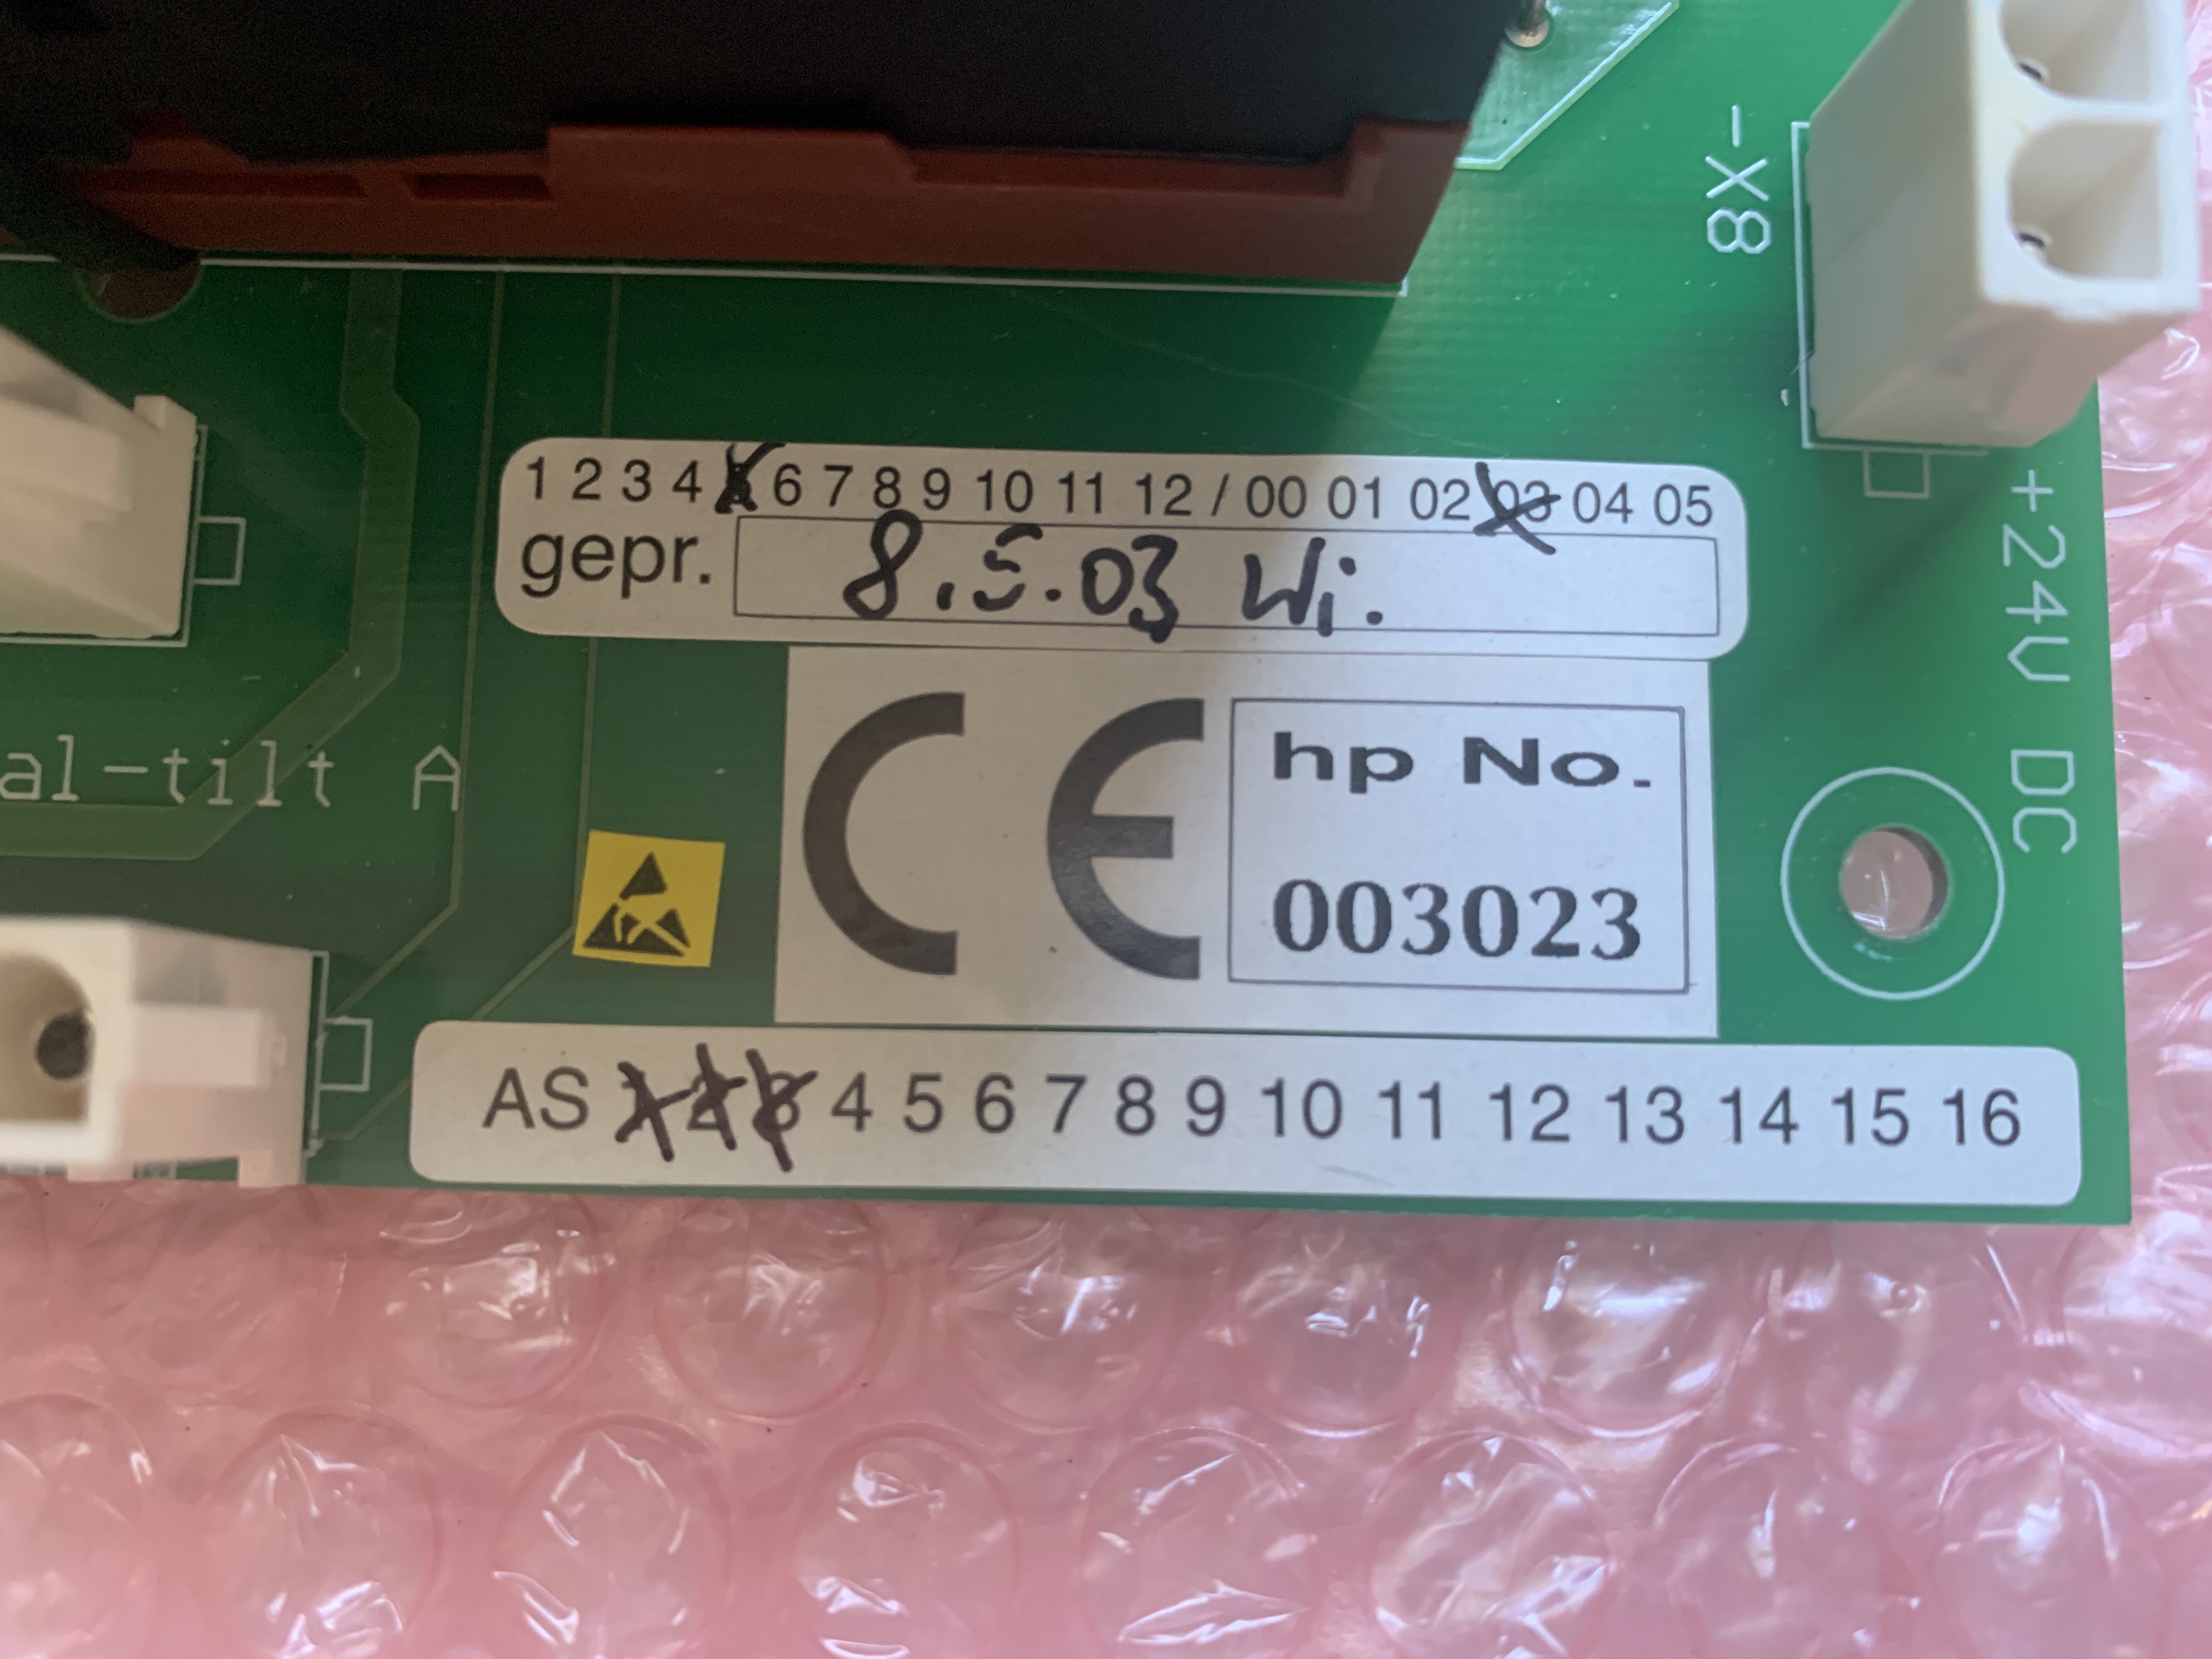 -X8
1 2 3 4 5 6 7 8 9 10 11 12 / 00 01 02 03 04 05
gepr. 8.5.03 Wi.
+24V DC
CE
hp No.
003023
al-tilt A
AS 1 2 3 4 5 6 7 8 9 10 11 12 13 14 15 16